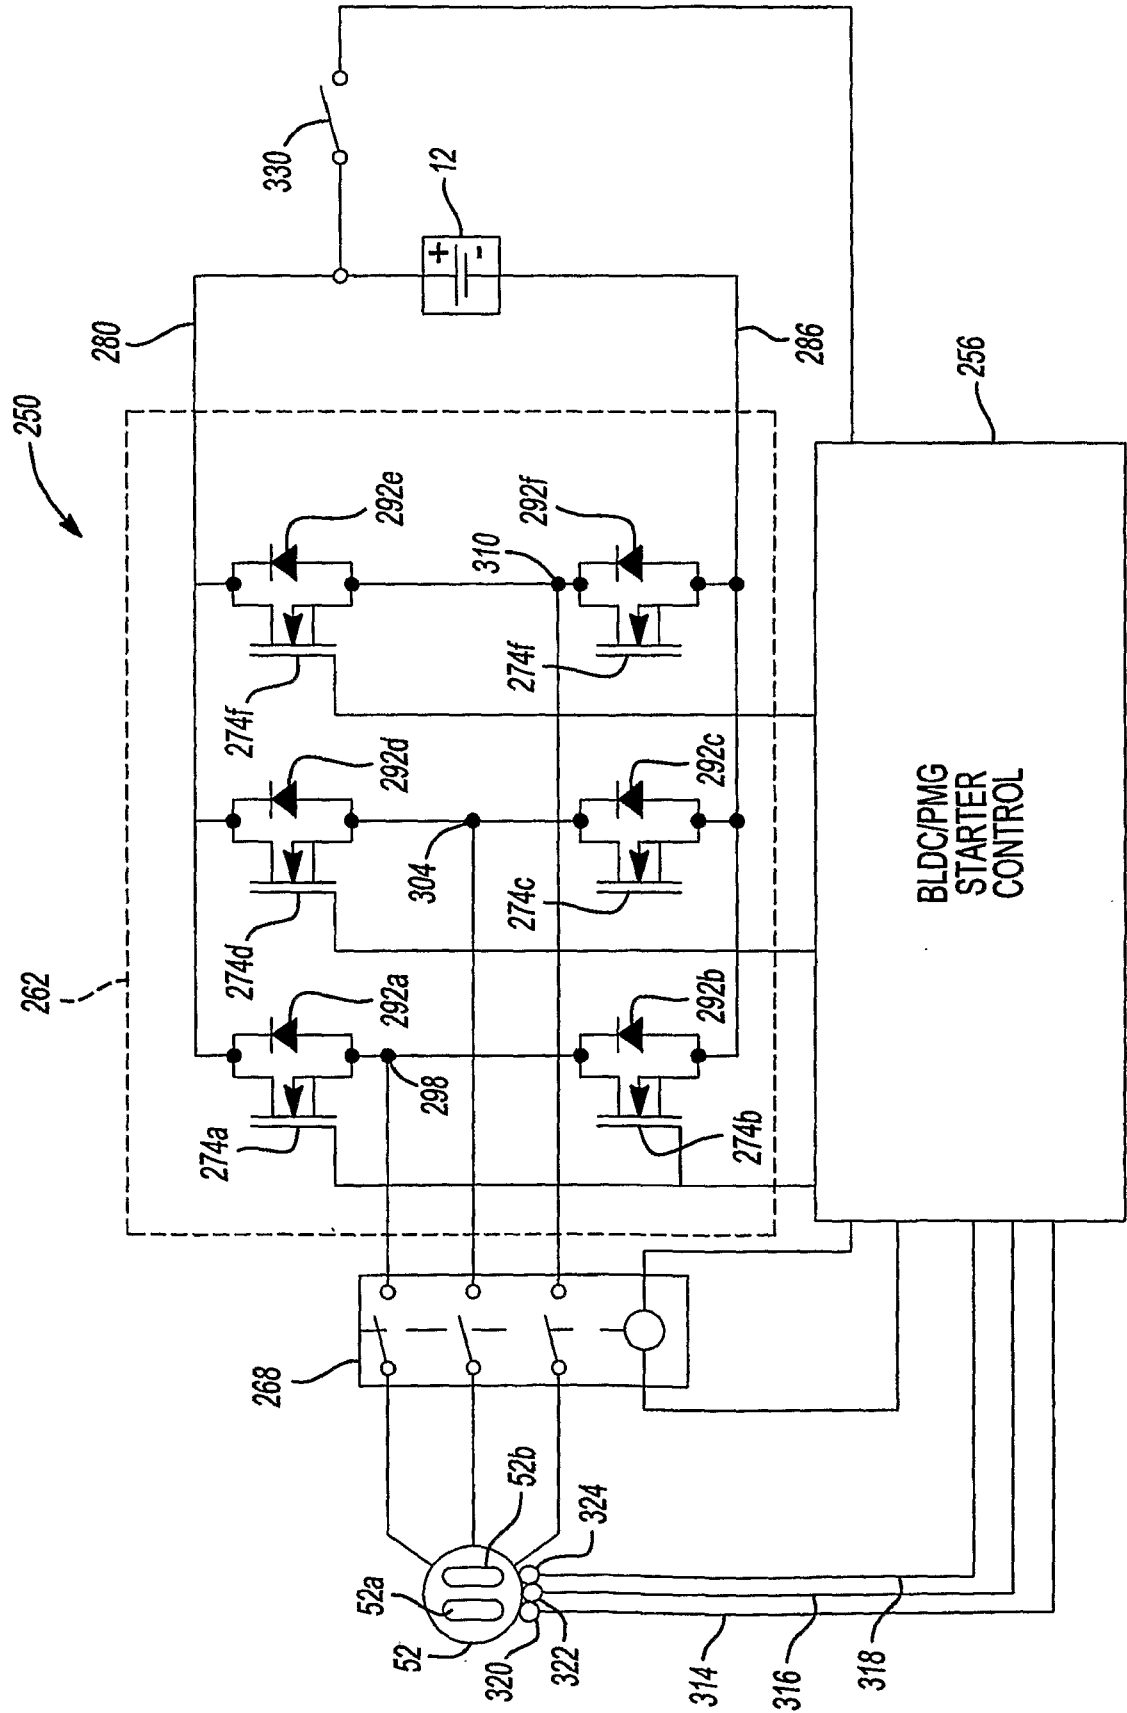 250
262
280
330
12
286
256
292e
274f
310
292f
274f
292d
274d
304
292c
274c
292a
274a
298
292b
274b
BLDC/PMG
STARTER
CONTROL
268
52a
52b
52
320
322
324
314
316
318
+
-